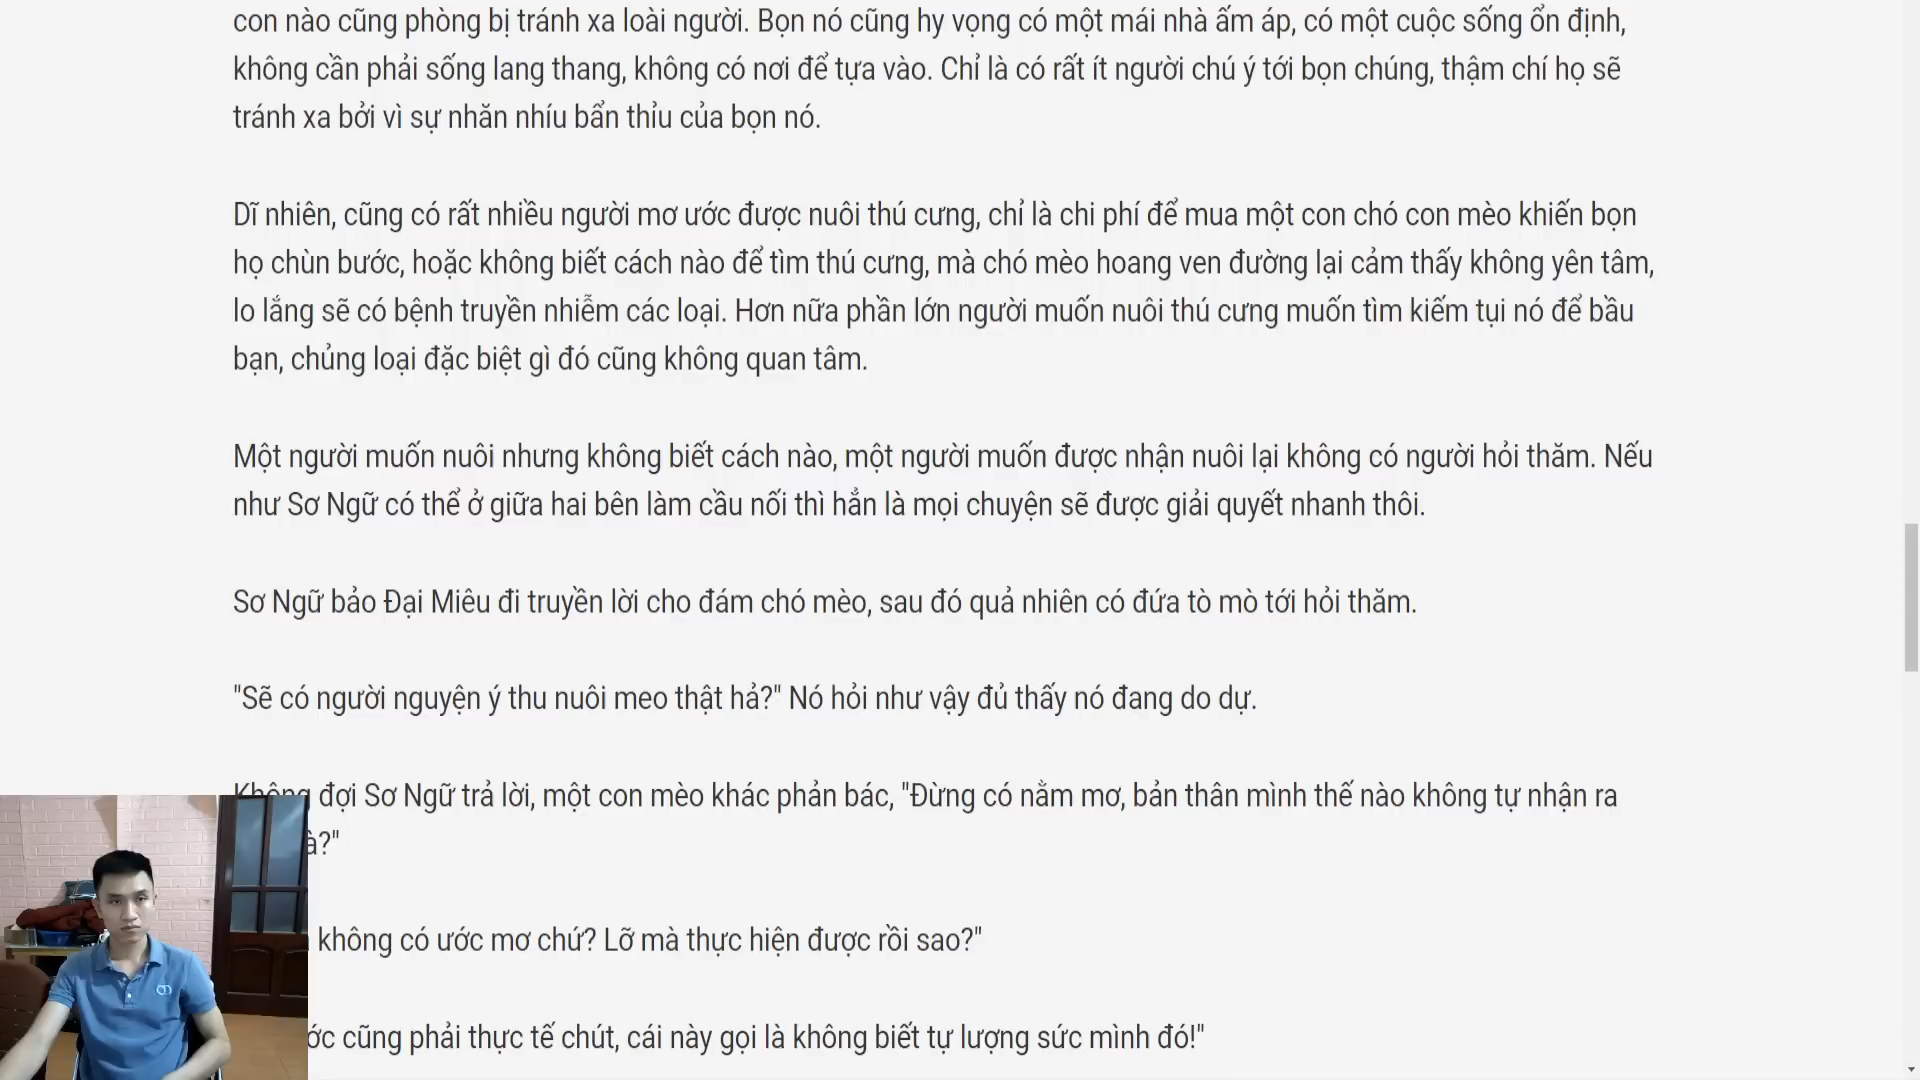 con nào cũng phòng bị tránh xa loài người. Bọn nó cũng hy vọng có một mái nhà ấm áp, có một cuộc sống ổn định,
không cần phải sống lang thang, không có nơi để tựa vào. Chỉ là có rất ít người chú ý tới bọn chúng, thậm chí họ sẽ
tránh xa bởi vì sự nhăn nhíu bẩn thỉu của bọn nó.
Dĩ nhiên, cũng có rất nhiều người mơ ước được nuôi thú cưng, chỉ là chi phí để mua một con chó con mèo khiến bọn
họ chùn bước, hoặc không biết cách nào để tìm thú cưng, mà chó mèo hoang ven đường lại cảm thấy không yên tâm,
lo lắng sẽ có bệnh truyền nhiễm các loại. Hơn nữa phần lớn người muốn nuôi thú cưng muốn tìm kiếm tụi nó để bầu
bạn, chủng loại đặc biệt gì đó cũng không quan tâm.
Một người muốn nuôi nhưng không biết cách nào, một người muốn được nhận nuôi lại không có người hỏi thăm. Nếu
như Sơ Ngữ có thể ở giữa hai bên làm cầu nối thì hẳn là mọi chuyện sẽ được giải quyết nhanh thôi.
Sơ Ngữ bảo Đại Miêu đi truyền lời cho đám chó mèo, sau đó quả nhiên có đứa tò mò tới hỏi thăm.
"Sẽ có người nguyện ý thu nuôi meo thật hả?" Nó hỏi như vậy đủ thấy nó đang do dự.
Không đợi Sơ Ngữ trả lời, một con mèo khác phản bác, "Đừng có nằm mơ, bản thân mình thế nào không tự nhận ra
à?"
không có ước mơ chứ? Lỡ mà thực hiện được rồi sao?"
cũng phải thực tế chút, cái này gọi là không biết tự lượng sức mình đó!"